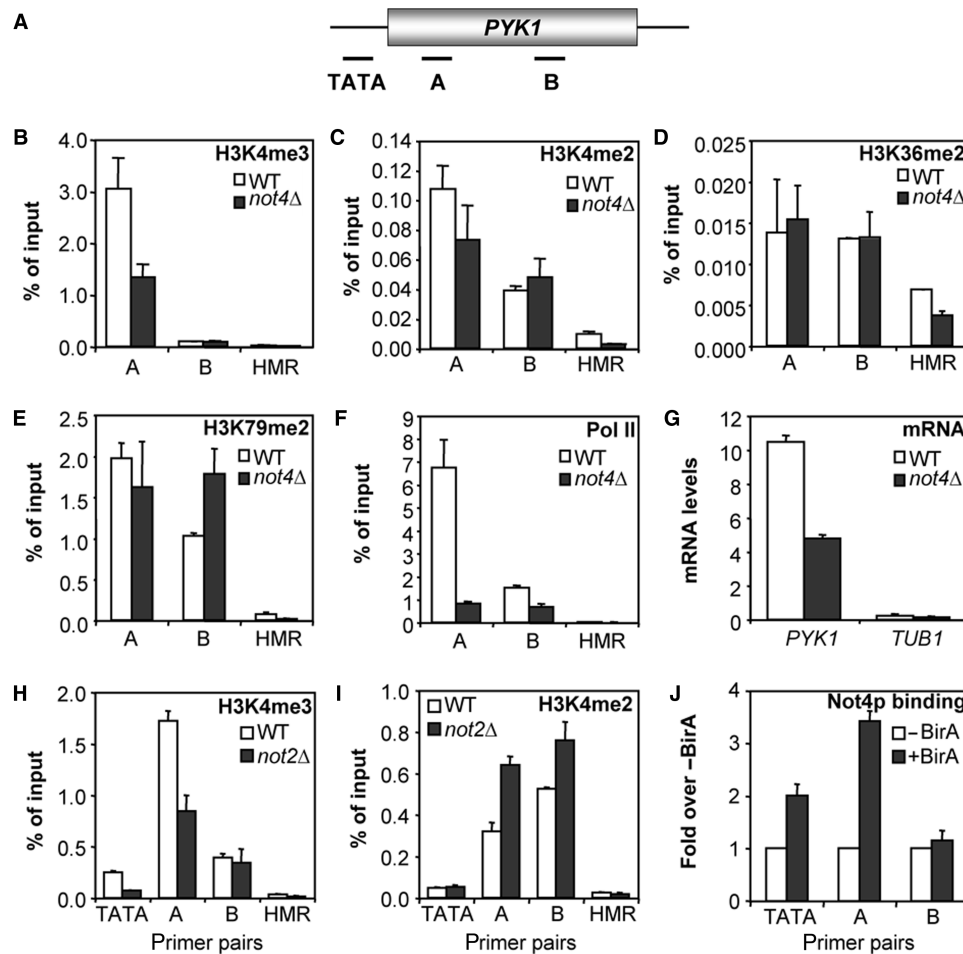 A
PYK1
TATA A B
B
H3K4me3
WT
not4Δ
% of input
4.0
3.0
2.0
1.0
0.0
A B HMR
C
H3K4me2
WT
not4Δ
% of input
0.14
0.12
0.10
0.08
0.06
0.04
0.02
0.00
A B HMR
D
H3K36me2
WT
not4Δ
% of input
0.025
0.020
0.015
0.010
0.005
0.000
A B HMR
E
H3K79me2
WT
not4Δ
% of input
2.5
2.0
1.5
1.0
0.5
0.0
A B HMR
F
Pol II
WT
not4Δ
% of input
9
8
7
6
5
4
3
2
1
0
A B HMR
G
mRNA
WT
not4Δ
mRNA levels
12
10
8
6
4
2
0
PYK1 TUB1
H
H3K4me3
WT
not2Δ
% of input
2.0
1.5
1.0
0.5
0.0
TATA A B HMR
Primer pairs
I
H3K4me2
WT
not2Δ
% of input
1.0
0.8
0.6
0.4
0.2
0.0
TATA A B HMR
Primer pairs
J
Not4p binding
–BirA
+BirA
Fold over –BirA
4
3
2
1
0
TATA A B
Primer pairs